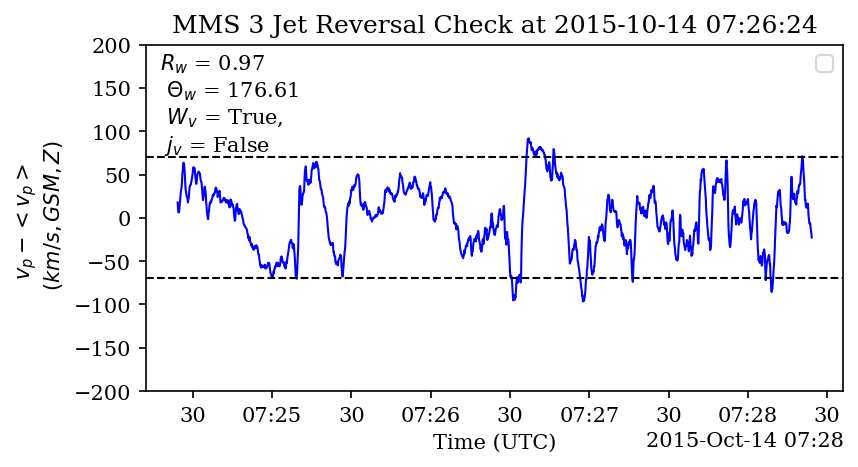 MMS 3 Jet Reversal Check at 2015-10-14 07:26:24
200
150
100
50
0
−50
−100
−150
−200
v_p − < v_p >
(km/s, GSM, Z)
R_w = 0.97
Θ_w = 176.61
W_v = True,
j_v = False
30 07:25 30 07:26 30 07:27 30 07:28 30
Time (UTC)
2015-Oct-14 07:28